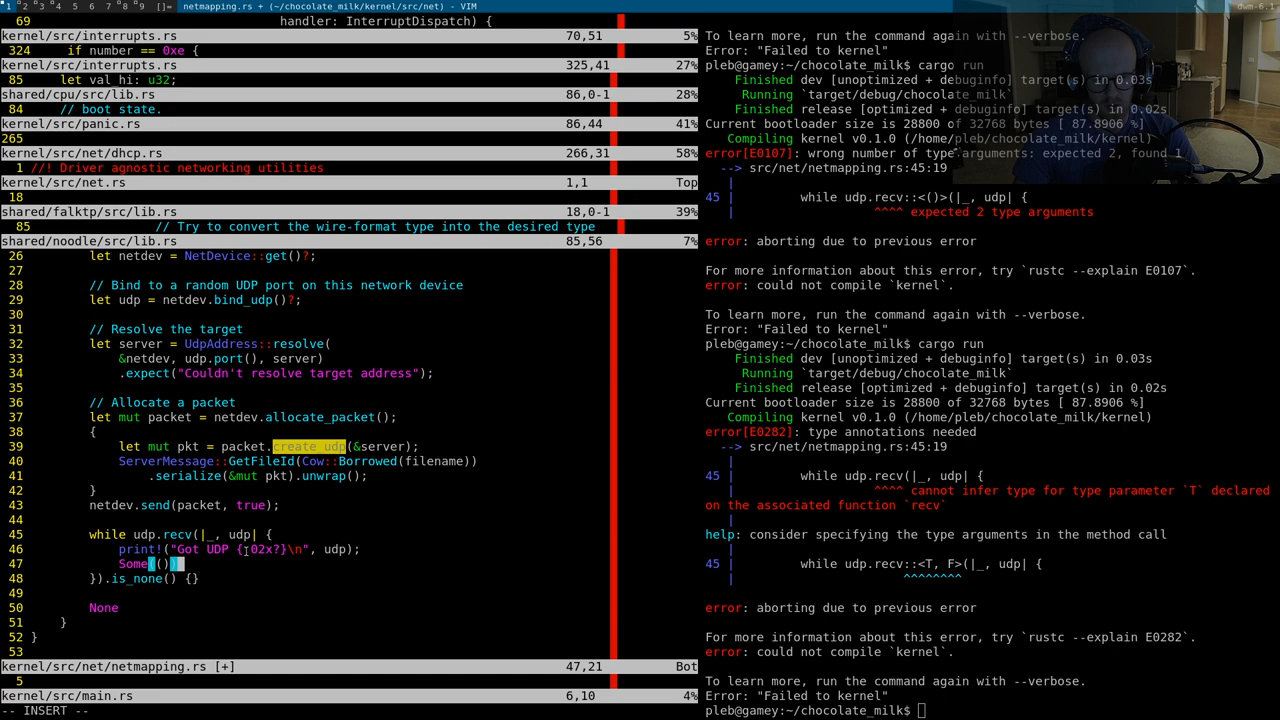 1 2 3 4 5 6 7 8 9 []= netmapping.rs + (~/chocolate_milk/kernel/src/net) - VIM dwm-6.1
69 handler: InterruptDispatch) {
kernel/src/interrupts.rs 70,51 5%
324 if number == 0xe {
kernel/src/interrupts.rs 325,41 27%
85 let val_hi: u32;
shared/cpu/src/lib.rs 86,0-1 28%
84 // boot state.
kernel/src/panic.rs 86,44 41%
265
kernel/src/net/dhcp.rs 266,31 58%
1 //! Driver agnostic networking utilities
kernel/src/net.rs 1,1 Top
18
shared/falktp/src/lib.rs 18,0-1 39%
85 // Try to convert the wire-format type into the desired type
shared/noodle/src/lib.rs 85,56 7%
26 let netdev = NetDevice::get()?;
27
28 // Bind to a random UDP port on this network device
29 let udp = netdev.bind_udp()?;
30
31 // Resolve the target
32 let server = UdpAddress::resolve(
33 &netdev, udp.port(), server)
34 .expect("Couldn't resolve target address");
35
36 // Allocate a packet
37 let mut packet = netdev.allocate_packet();
38 {
39 let mut pkt = packet.create_udp(&server);
40 ServerMessage::GetFileId(Cow::Borrowed(filename))
41 .serialize(&mut pkt).unwrap();
42 }
43 netdev.send(packet, true);
44
45 while udp.recv(|_, udp| {
46 print!("Got UDP {:02x?}\n", udp);
47 Some(())
48 }).is_none() {}
49
50 None
51 }
52 }
53
kernel/src/net/netmapping.rs [+] 47,21 Bot
5
kernel/src/main.rs 6,10 4%
-- INSERT --
To learn more, run the command again with --verbose.
Error: "Failed to kernel"
pleb@gamey:~/chocolate_milk$ cargo run
Finished dev [unoptimized + debuginfo] target(s) in 0.03s
Running `target/debug/chocolate_milk`
Finished release [optimized + debuginfo] target(s) in 0.02s
Current bootloader size is 28800 of 32768 bytes [ 87.8906 %]
Compiling kernel v0.1.0 (/home/pleb/chocolate_milk/kernel)
error[E0107]: wrong number of type arguments: expected 2, found 1
--> src/net/netmapping.rs:45:19
|
45 | while udp.recv::<()>(|_, udp| {
| ^^^^ expected 2 type arguments
error: aborting due to previous error
For more information about this error, try `rustc --explain E0107`.
error: could not compile `kernel`.
To learn more, run the command again with --verbose.
Error: "Failed to kernel"
pleb@gamey:~/chocolate_milk$ cargo run
Finished dev [unoptimized + debuginfo] target(s) in 0.03s
Running `target/debug/chocolate_milk`
Finished release [optimized + debuginfo] target(s) in 0.02s
Current bootloader size is 28800 of 32768 bytes [ 87.8906 %]
Compiling kernel v0.1.0 (/home/pleb/chocolate_milk/kernel)
error[E0282]: type annotations needed
--> src/net/netmapping.rs:45:19
|
45 | while udp.recv(|_, udp| {
| ^^^^ cannot infer type for type parameter `T` declared
on the associated function `recv`
|
help: consider specifying the type arguments in the method call
|
45 | while udp.recv::<T, F>(|_, udp| {
| ^^^^^^^^
error: aborting due to previous error
For more information about this error, try `rustc --explain E0282`.
error: could not compile `kernel`.
To learn more, run the command again with --verbose.
Error: "Failed to kernel"
pleb@gamey:~/chocolate_milk$